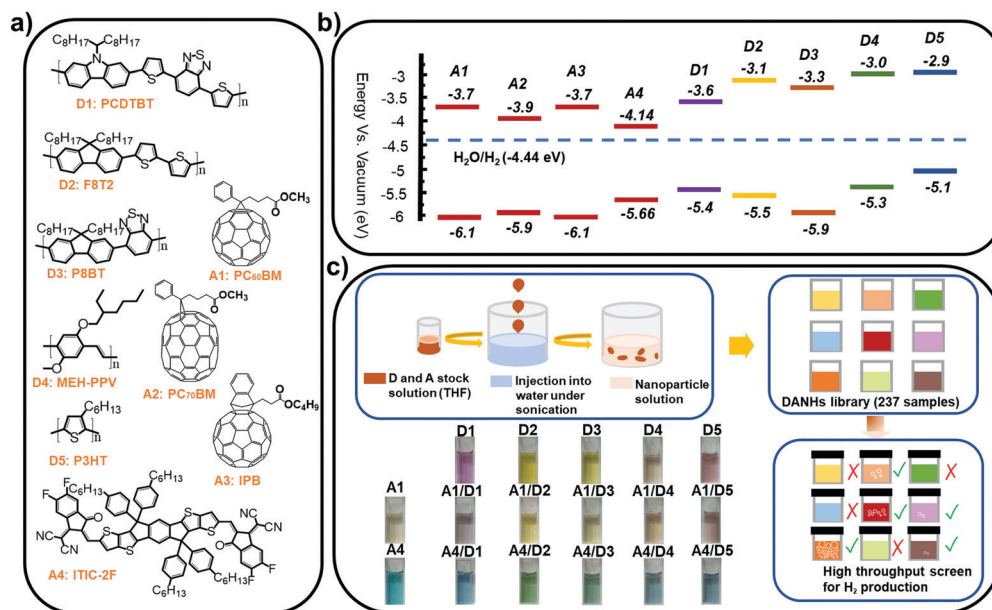 a)
C8H17 C8H17
N
N S N
S
S
n
D1: PCDTBT
C8H17 C8H17
S
S
n
D2: F8T2
C8H17 C8H17
N S N
n
D3: P8BT
OCH3
O
A1: PC60BM
O
O
n
D4: MEH-PPV
OCH3
O
A2: PC70BM
C6H13
S
n
D5: P3HT
O
OC4H9
A3: IPB
F
F
C6H13
C6H13
O
S
S
S
S
NC
CN
CN
CN
O
F
F
C6H13
C6H13
A4: ITIC-2F
b)
Energy Vs. Vacuum (eV)
-3
-3.5
-4
-4.5
-5
-5.5
-6
A1
-3.7
A2
-3.9
A3
-3.7
A4
-4.14
D1
-3.6
D2
-3.1
D3
-3.3
D4
-3.0
D5
-2.9
H2O/H2 (-4.44 eV)
-6.1
-5.9
-6.1
-5.66
-5.4
-5.5
-5.9
-5.3
-5.1
c)
D and A stock solution (THF)
Injection into water under sonication
Nanoparticle solution
DANHs library (237 samples)
D1 D2 D3 D4 D5
A1 A1/D1 A1/D2 A1/D3 A1/D4 A1/D5
A4 A4/D1 A4/D2 A4/D3 A4/D4 A4/D5
High throughput screen
for H2 production